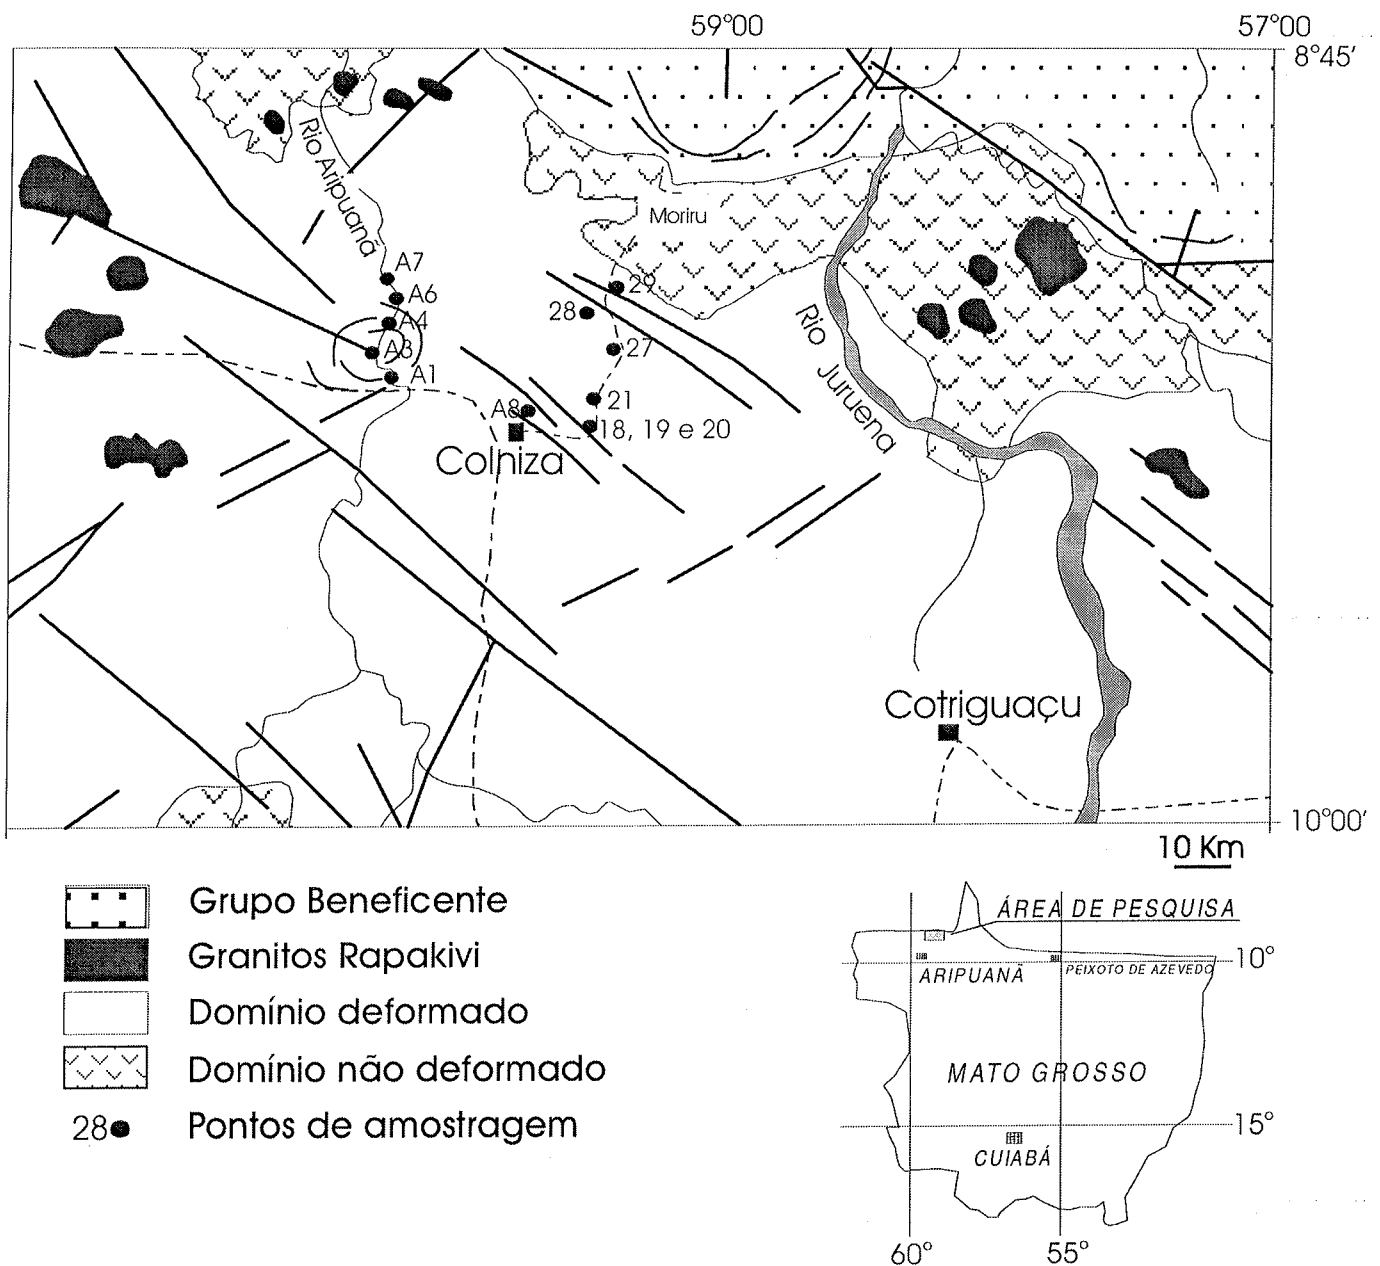 59°00
57°00
8°45'
Rio Aripuanã
Moriru
A7
A6
A4
A3
A1
A8
29
28
27
21
18, 19 e 20
Colniza
Rio Juruena
Cotriguaçu
10°00'
10 Km
Grupo Beneficente
Granitos Rapakivi
Domínio deformado
Domínio não deformado
28 Pontos de amostragem
ÁREA DE PESQUISA
10°
ARIPUANÃ
PEIXOTO DE AZEVEDO
MATO GROSSO
15°
CUIABÁ
60°
55°